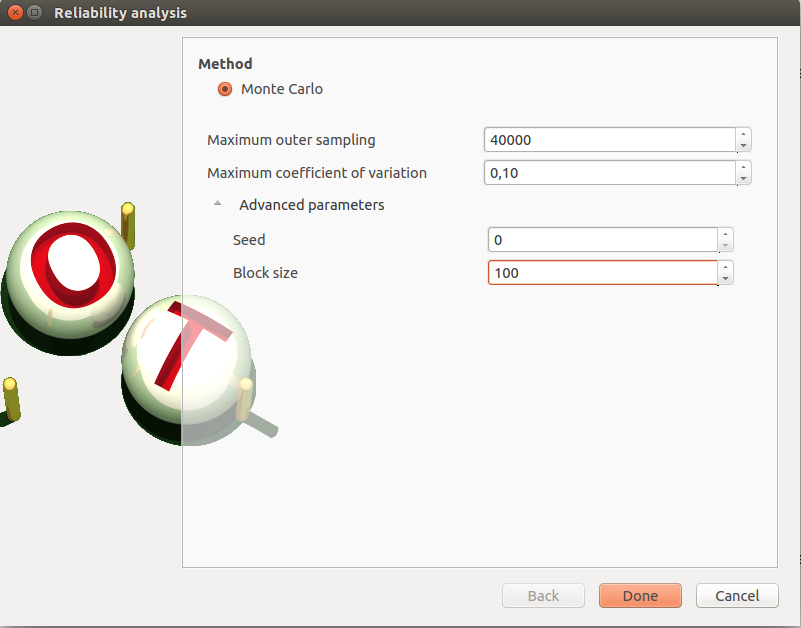 Reliability analysis
Method
Monte Carlo
Maximum outer sampling 40000
Maximum coefficient of variation 0,10
Advanced parameters
Seed 0
Block size 100
O
T
Back Done Cancel